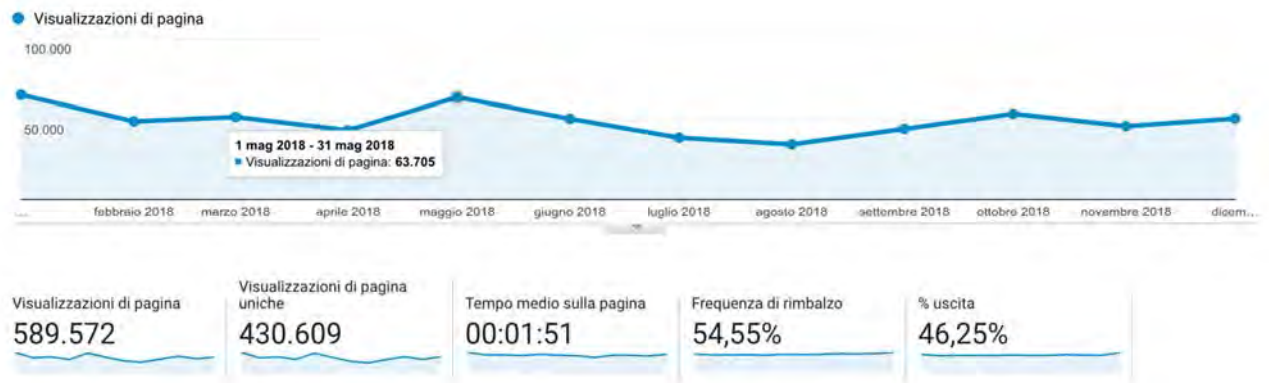 Visualizzazioni di pagina
100.000
50.000
1 mag 2018 - 31 mag 2018
Visualizzazioni di pagina: 63.705
... febbraio 2018 marzo 2018 aprile 2018 maggio 2018 giugno 2018 luglio 2018 agosto 2018 settembre 2018 ottobre 2018 novembre 2018 dicem...
Visualizzazioni di pagina
589.572
Visualizzazioni di pagina
uniche
430.609
Tempo medio sulla pagina
00:01:51
Frequenza di rimbalzo
54,55%
% uscita
46,25%